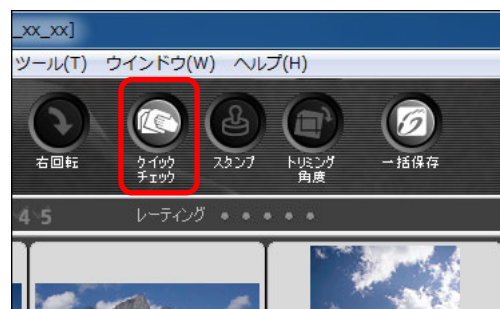 _xx_xx]
ツール(T) ウインドウ(W) ヘルプ(H)
右回転
クイック
チェック
スタンプ
トリミング
角度
一括保存
4 5
レーティング